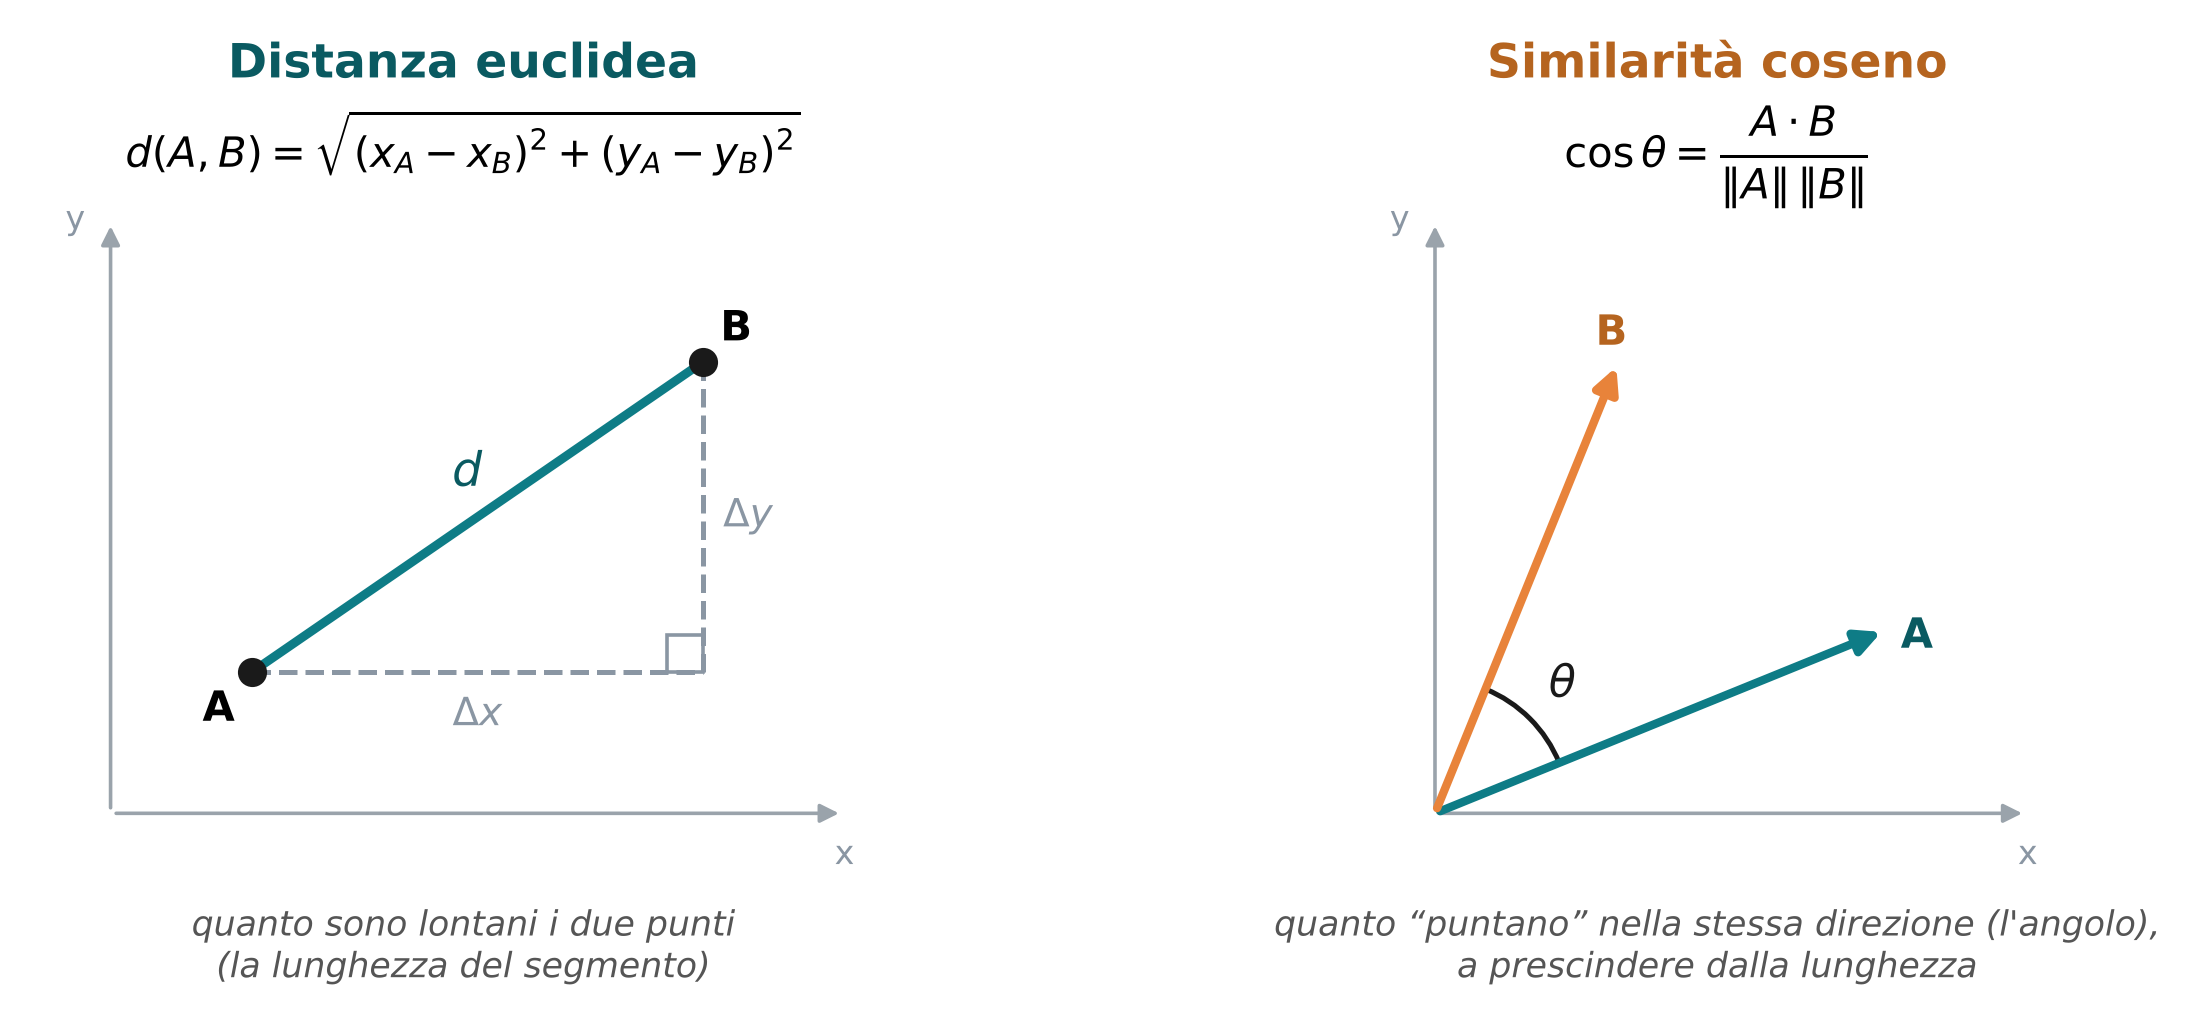 Distanza euclidea
d(A, B) = √(x_A − x_B)² + (y_A − y_B)²
y
B
d
Δy
A
Δx
x
quanto sono lontani i due punti
(la lunghezza del segmento)
Similarità coseno
cos θ = A · B / ‖A‖ ‖B‖
y
B
A
θ
x
quanto “puntano” nella stessa direzione (l'angolo),
a prescindere dalla lunghezza